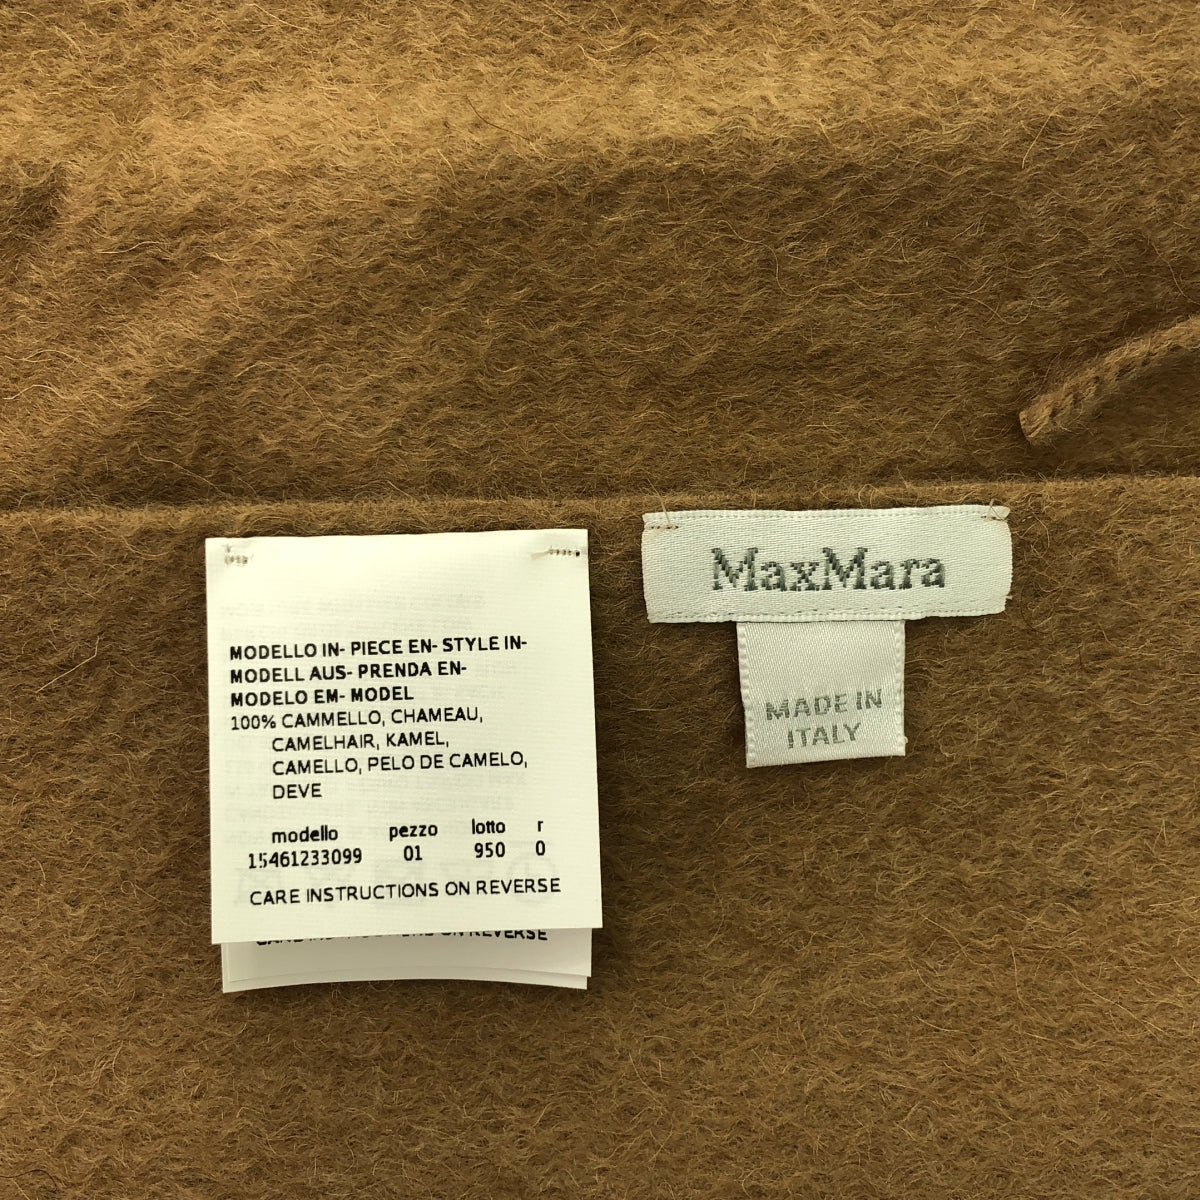 MODELLO IN- PIECE EN- STYLE IN-
MODELL AUS- PRENDA EN-
MODELO EM- MODEL
100% CAMMELLO, CHAMEAU,
CAMELHAIR, KAMEL,
CAMELLO, PELO DE CAMELO,
DEVE
modello pezzo lotto r
15461233099 01 950 0
CARE INSTRUCTIONS ON REVERSE
ON REVERSE
MaxMara
MADE IN
ITALY